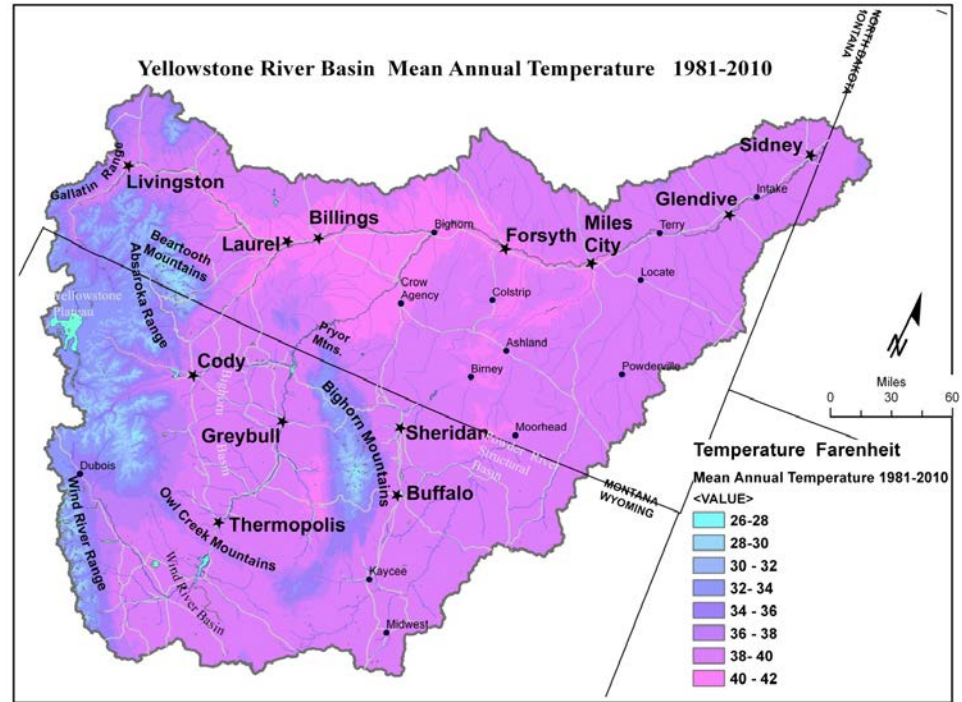 Yellowstone River Basin Mean Annual Temperature 1981-2010
NORTH DAKOTA
MONTANA
Sidney
Gallatin Range
Livingston
Intake
Glendive
Billings
Bighorn
Miles
City
Terry
Laurel
Forsyth
Beartooth
Mountains
Absaroka Range
Locate
Crow
Agency
Colstrip
Yellowstone
Plateau
Pryor
Mtns.
Ashland
Cody
Birney
Powderville
N
Miles
0 30 60
Bighorn
Basin
Bighorn Mountains
Greybull
Sheridan
Moorhead
Structural
Basin
Dubois
Wind River Range
Owl Creek Mountains
Buffalo
MONTANA
WYOMING
Thermopolis
Wind River Basin
Kaycee
Midwest
Temperature Farenheit
Mean Annual Temperature 1981-2010
<VALUE>
26-28
28-30
30 - 32
32 - 34
34 - 36
36 - 38
38- 40
40 - 42